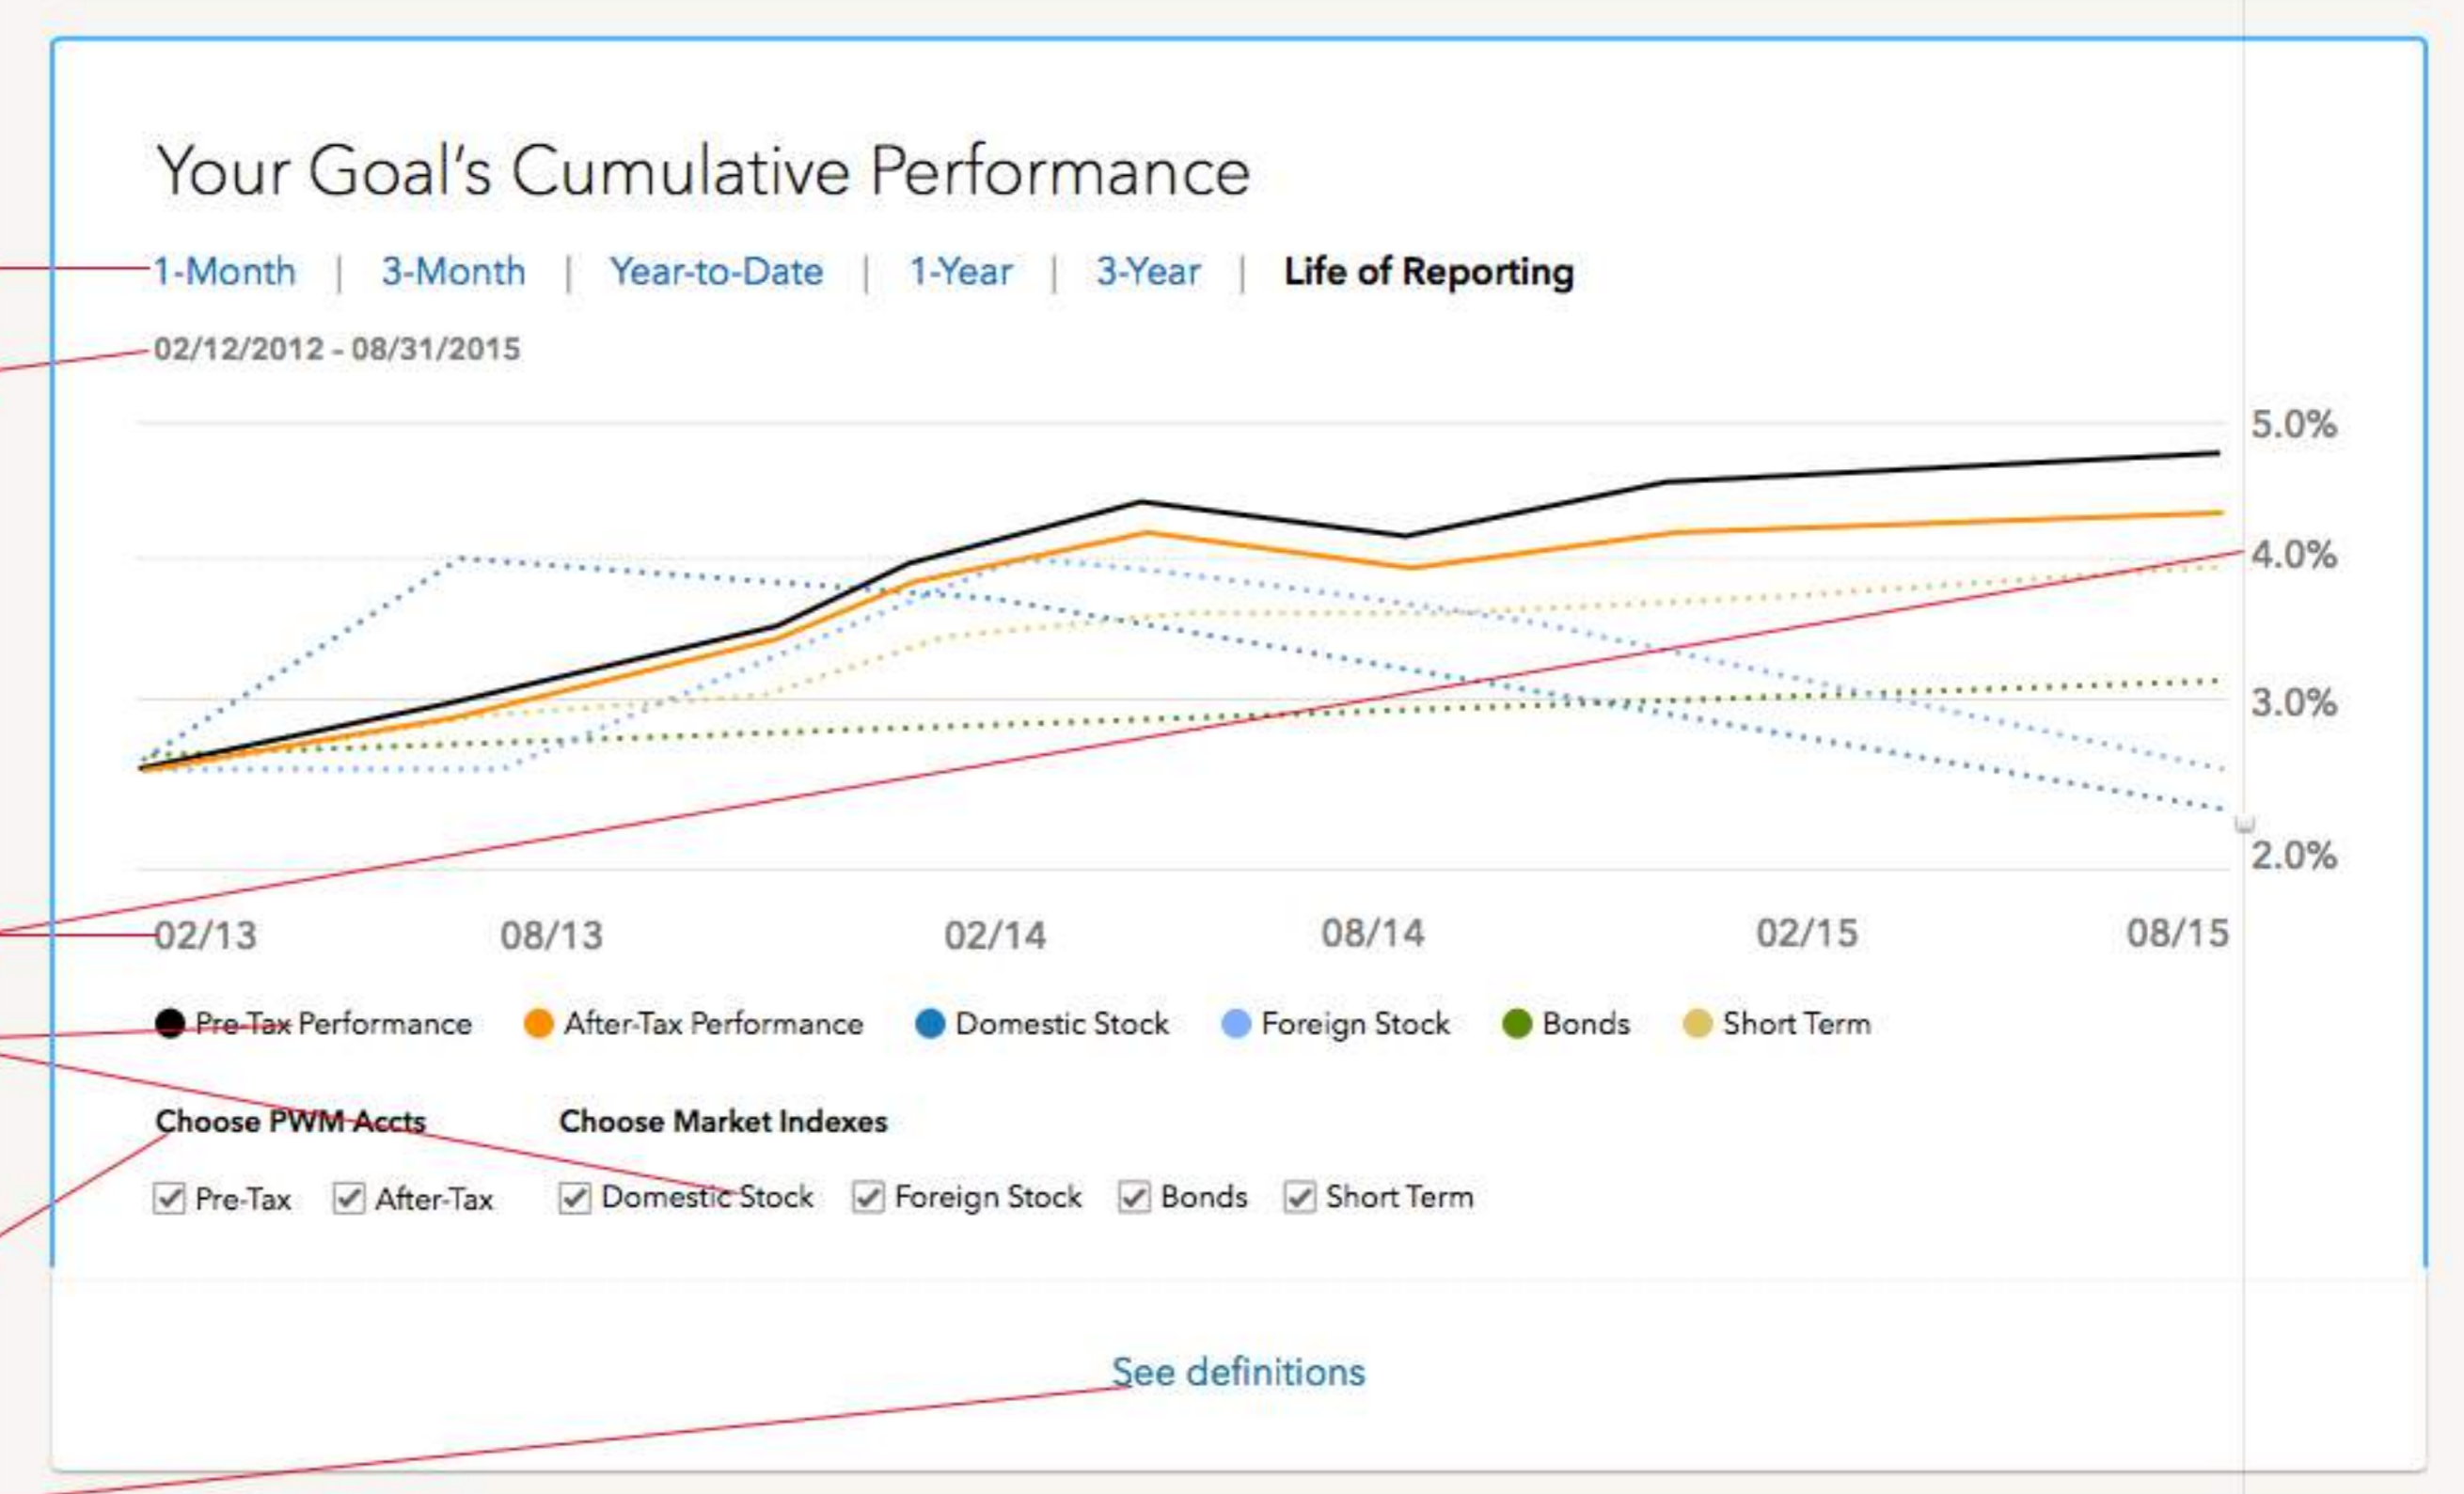 Your Goal's Cumulative Performance
1-Month | 3-Month | Year-to-Date | 1-Year | 3-Year | Life of Reporting
02/12/2012 - 08/31/2015
5.0%
4.0%
3.0%
2.0%
02/13 08/13 02/14 08/14 02/15 08/15
Pre-Tax Performance After-Tax Performance Domestic Stock Foreign Stock Bonds Short Term
Choose PWM Accts Choose Market Indexes
Pre-Tax After-Tax Domestic Stock Foreign Stock Bonds Short Term
See definitions